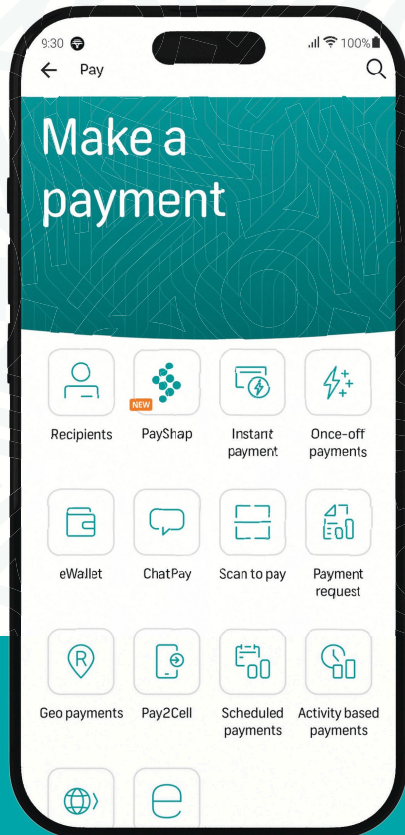 9:30 100%
Pay
Make a
payment
NEW
Recipients PayShap Instant Once-off
payment payments
eWallet ChatPay Scan to pay Payment
request
R
Geo payments Pay2Cell Scheduled Activity based
payments payments
e